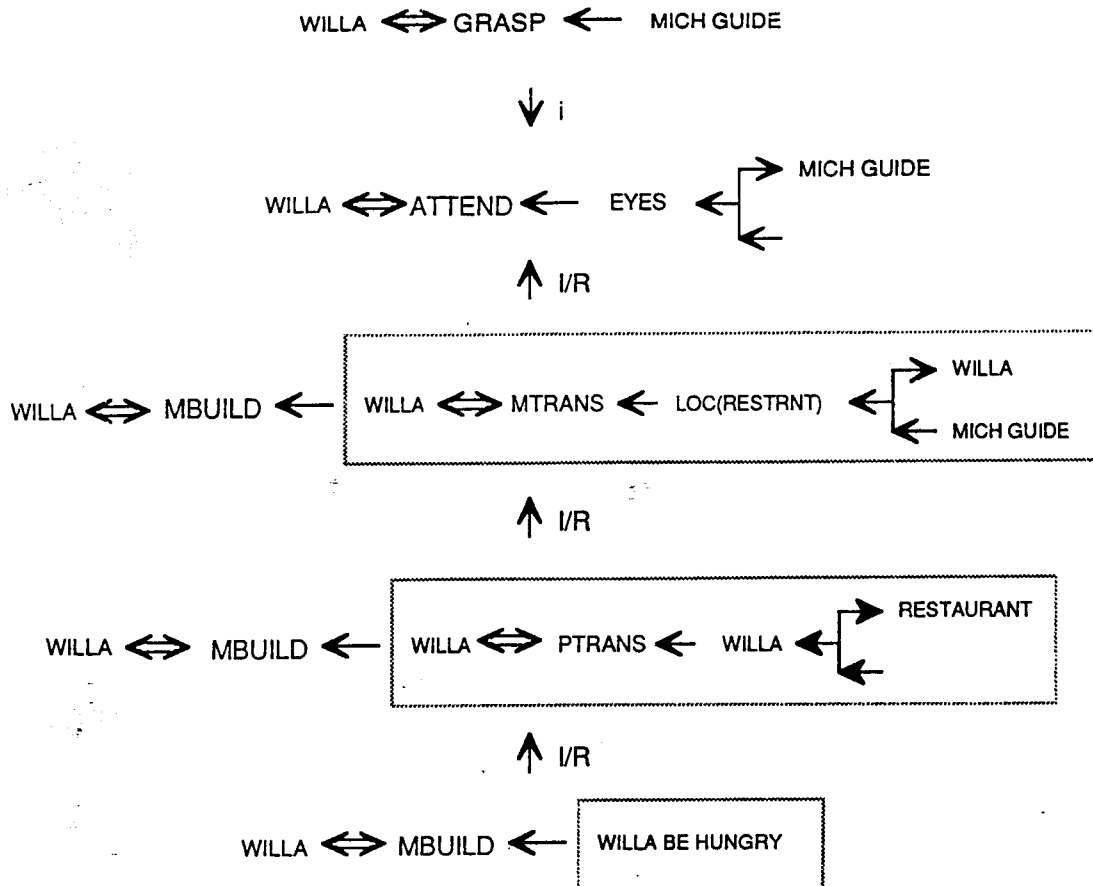 WILLA GRASP MICH GUIDE
i
MICH GUIDE
WILLA ATTEND EYES
I/R
WILLA
WILLA MBUILD WILLA MTRANS LOC(RESTRNT)
MICH GUIDE
I/R
RESTAURANT
WILLA MBUILD WILLA PTRANS WILLA
I/R
WILLA MBUILD WILLA BE HUNGRY